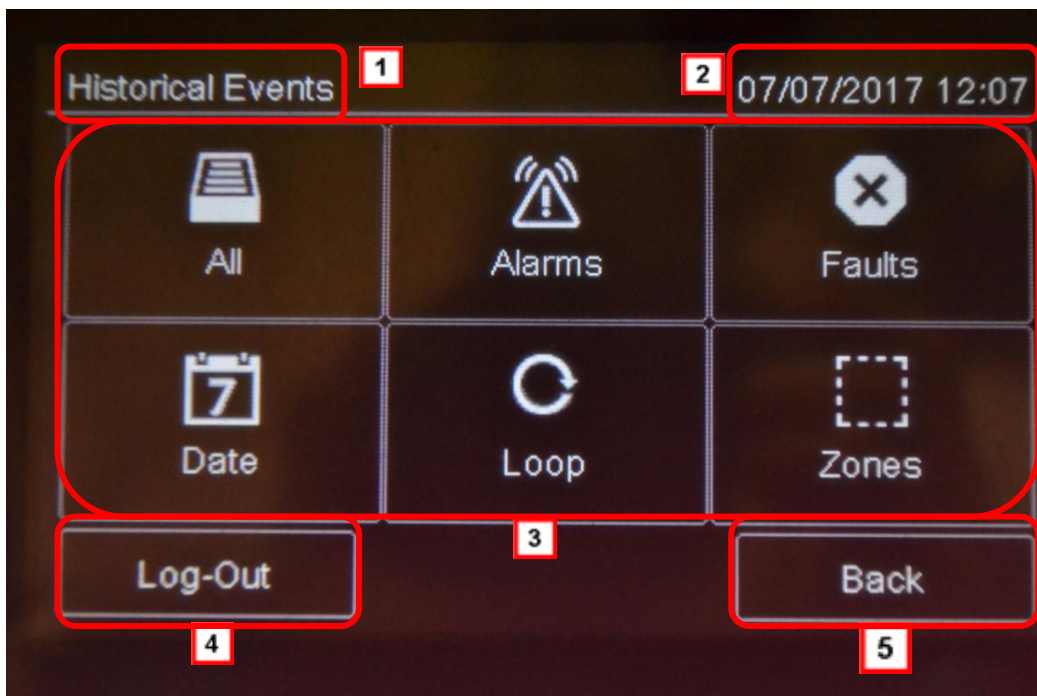 Historical Events 1 2 07/07/2017 12:07
All Alarms Faults
7
Date Loop Zones
3
Log-Out Back
4 5